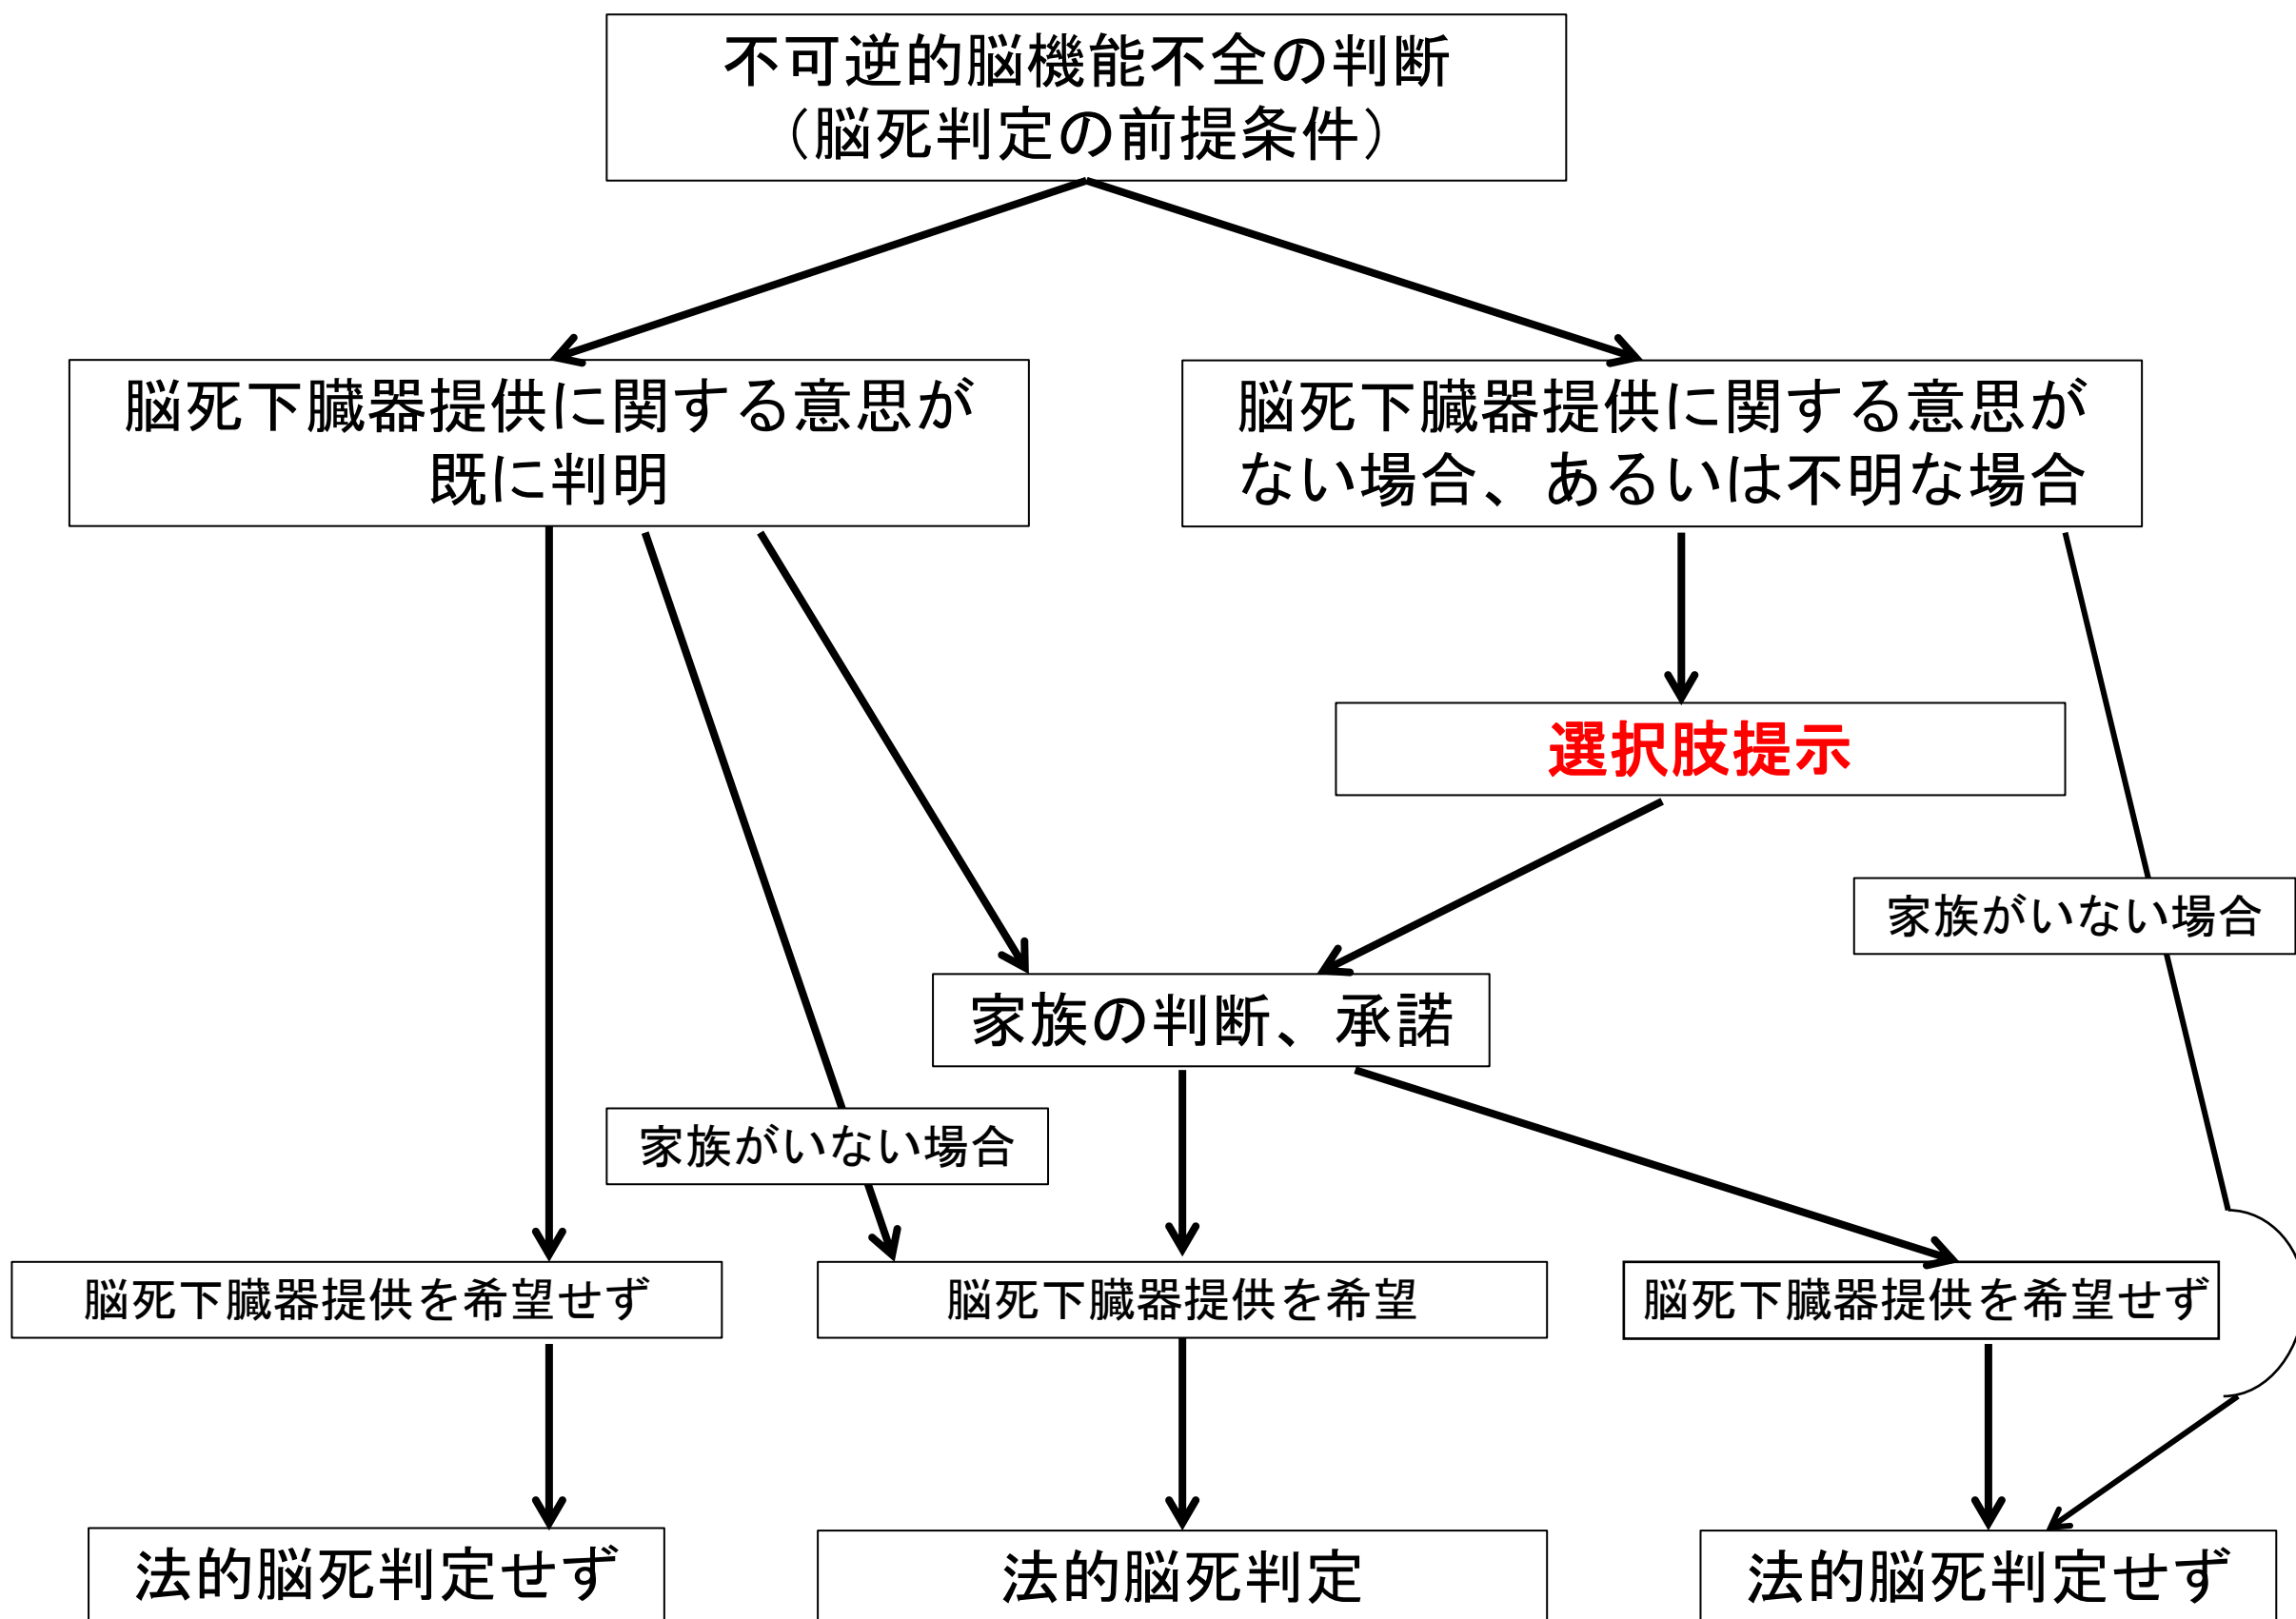 不可逆的脳機能不全の判断
（脳死判定の前提条件）
脳死下臓器提供に関する意思が
既に判明
脳死下臓器提供に関する意思が
ない場合、あるいは不明な場合
選択肢提示
家族がいない場合
家族の判断、承諾
家族がいない場合
脳死下臓器提供を希望せず
脳死下臓器提供を希望
脳死下臓器提供を希望せず
法的脳死判定せず
法的脳死判定
法的脳死判定せず